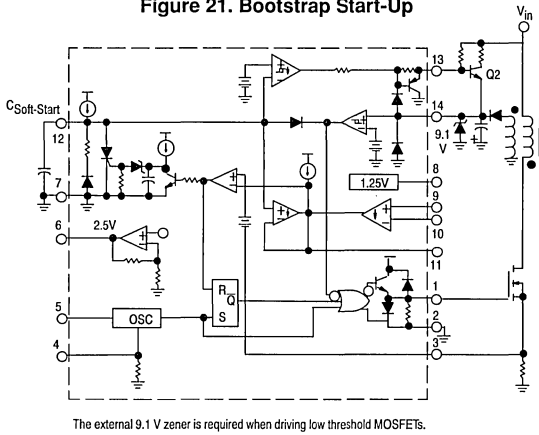 Figure 21. Bootstrap Start-Up
Vin
13
Q2
CSoft-Start
12
14
9.1
V
7
1.25V
8
9
6
2.5V
10
11
R
Q
S
1
5
OSC
2
4
3
The external 9.1 V zener is required when driving low threshold MOSFETs.